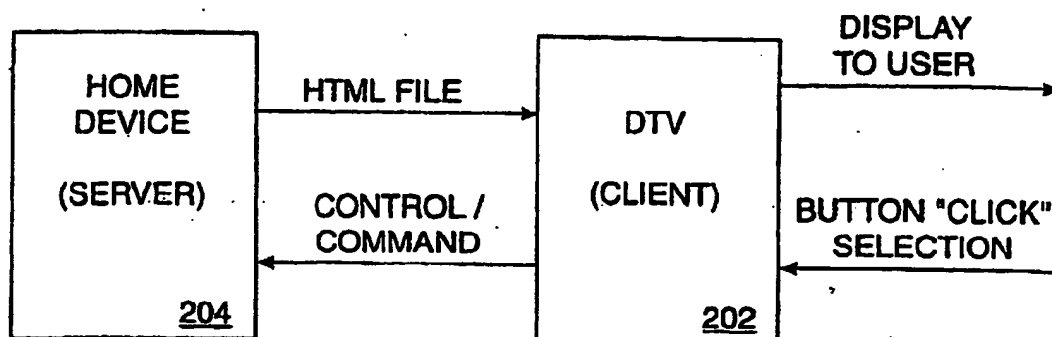 HOME
DEVICE
(SERVER)
204
HTML FILE
CONTROL /
COMMAND
DTV
(CLIENT)
202
DISPLAY
TO USER
BUTTON "CLICK"
SELECTION